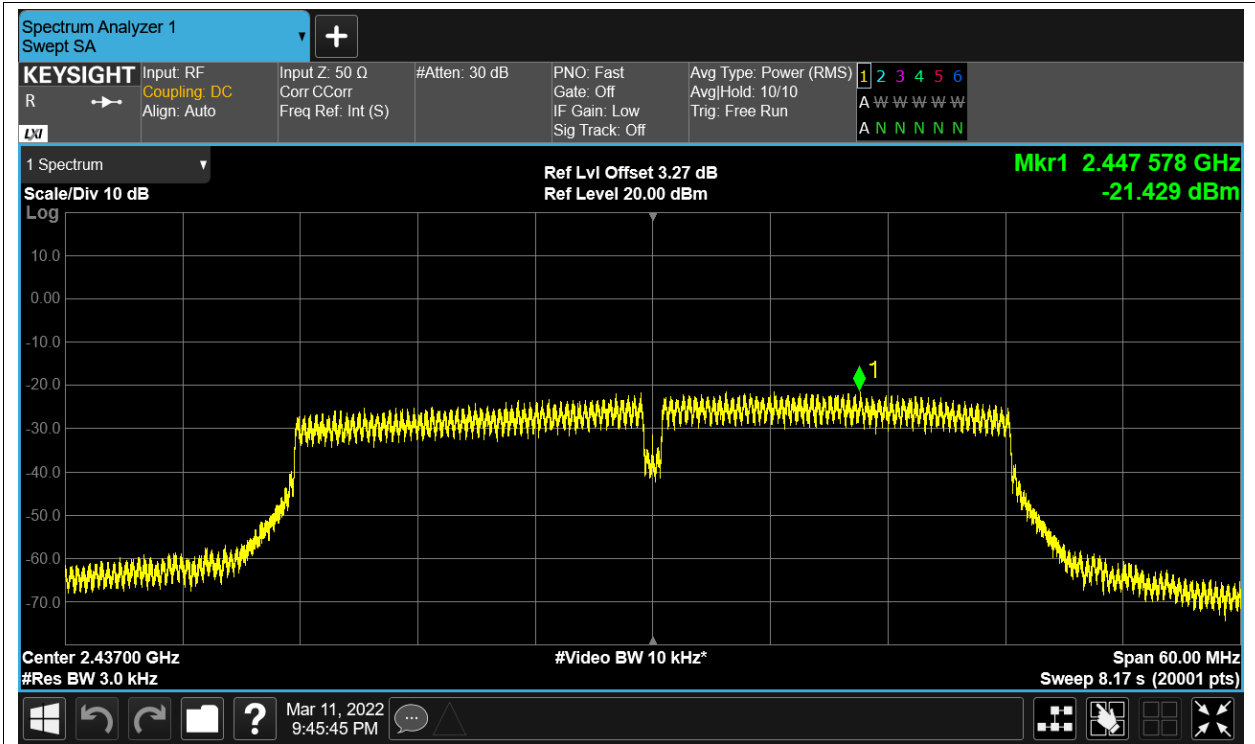 Spectrum Analyzer 1
Swept SA
KEYSIGHT
R
LXI
Input: RF
Coupling: DC
Align: Auto
Input Z: 50 Ω
Corr CCorr
Freq Ref: Int (S)
#Atten: 30 dB
PNO: Fast
Gate: Off
IF Gain: Low
Sig Track: Off
Avg Type: Power (RMS)
Avg|Hold: 10/10
Trig: Free Run
1 2 3 4 5 6
A W W W W W
A N N N N N
1 Spectrum
Scale/Div 10 dB
Log
Ref Lvl Offset 3.27 dB
Ref Level 20.00 dBm
Mkr1 2.447 578 GHz
-21.429 dBm
10.0
0.00
-10.0
-20.0
-30.0
-40.0
-50.0
-60.0
-70.0
1
Center 2.43700 GHz
#Res BW 3.0 kHz
#Video BW 10 kHz*
Span 60.00 MHz
Sweep 8.17 s (20001 pts)
?
Mar 11, 2022
9:45:45 PM